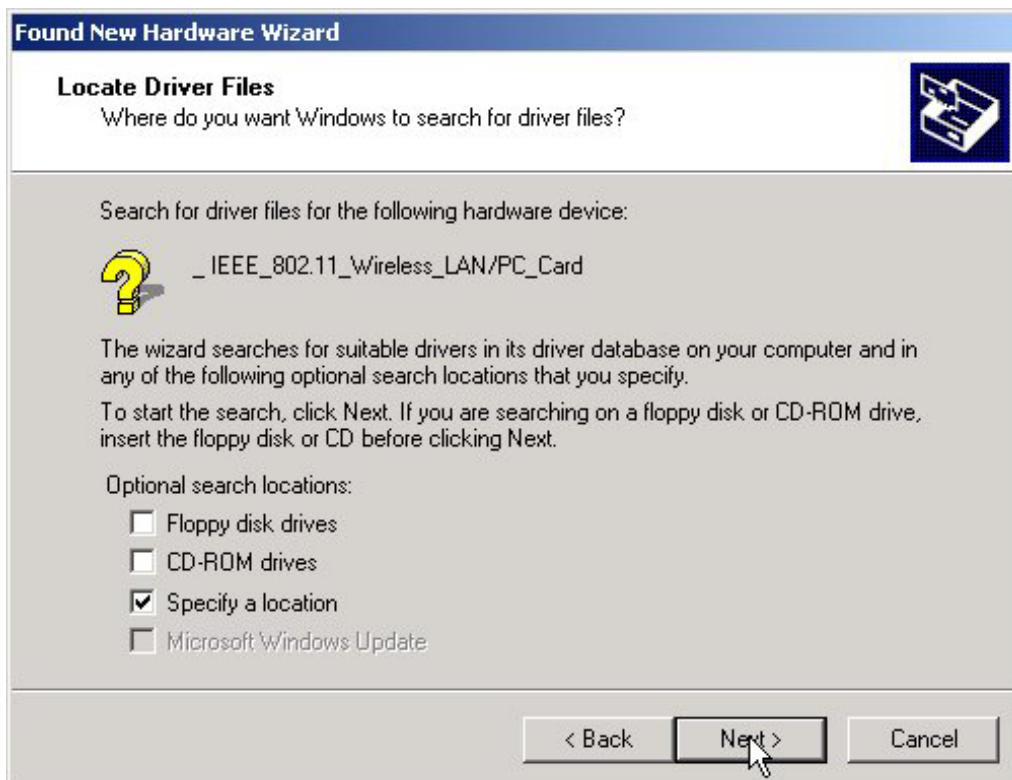 Found New Hardware Wizard
Locate Driver Files
Where do you want Windows to search for driver files?
Search for driver files for the following hardware device:
_ IEEE_802.11_Wireless_LAN/PC_Card
The wizard searches for suitable drivers in its driver database on your computer and in
any of the following optional search locations that you specify.
To start the search, click Next. If you are searching on a floppy disk or CD-ROM drive,
insert the floppy disk or CD before clicking Next.
Optional search locations:
Floppy disk drives
CD-ROM drives
Specify a location
Microsoft Windows Update
< Back Next > Cancel